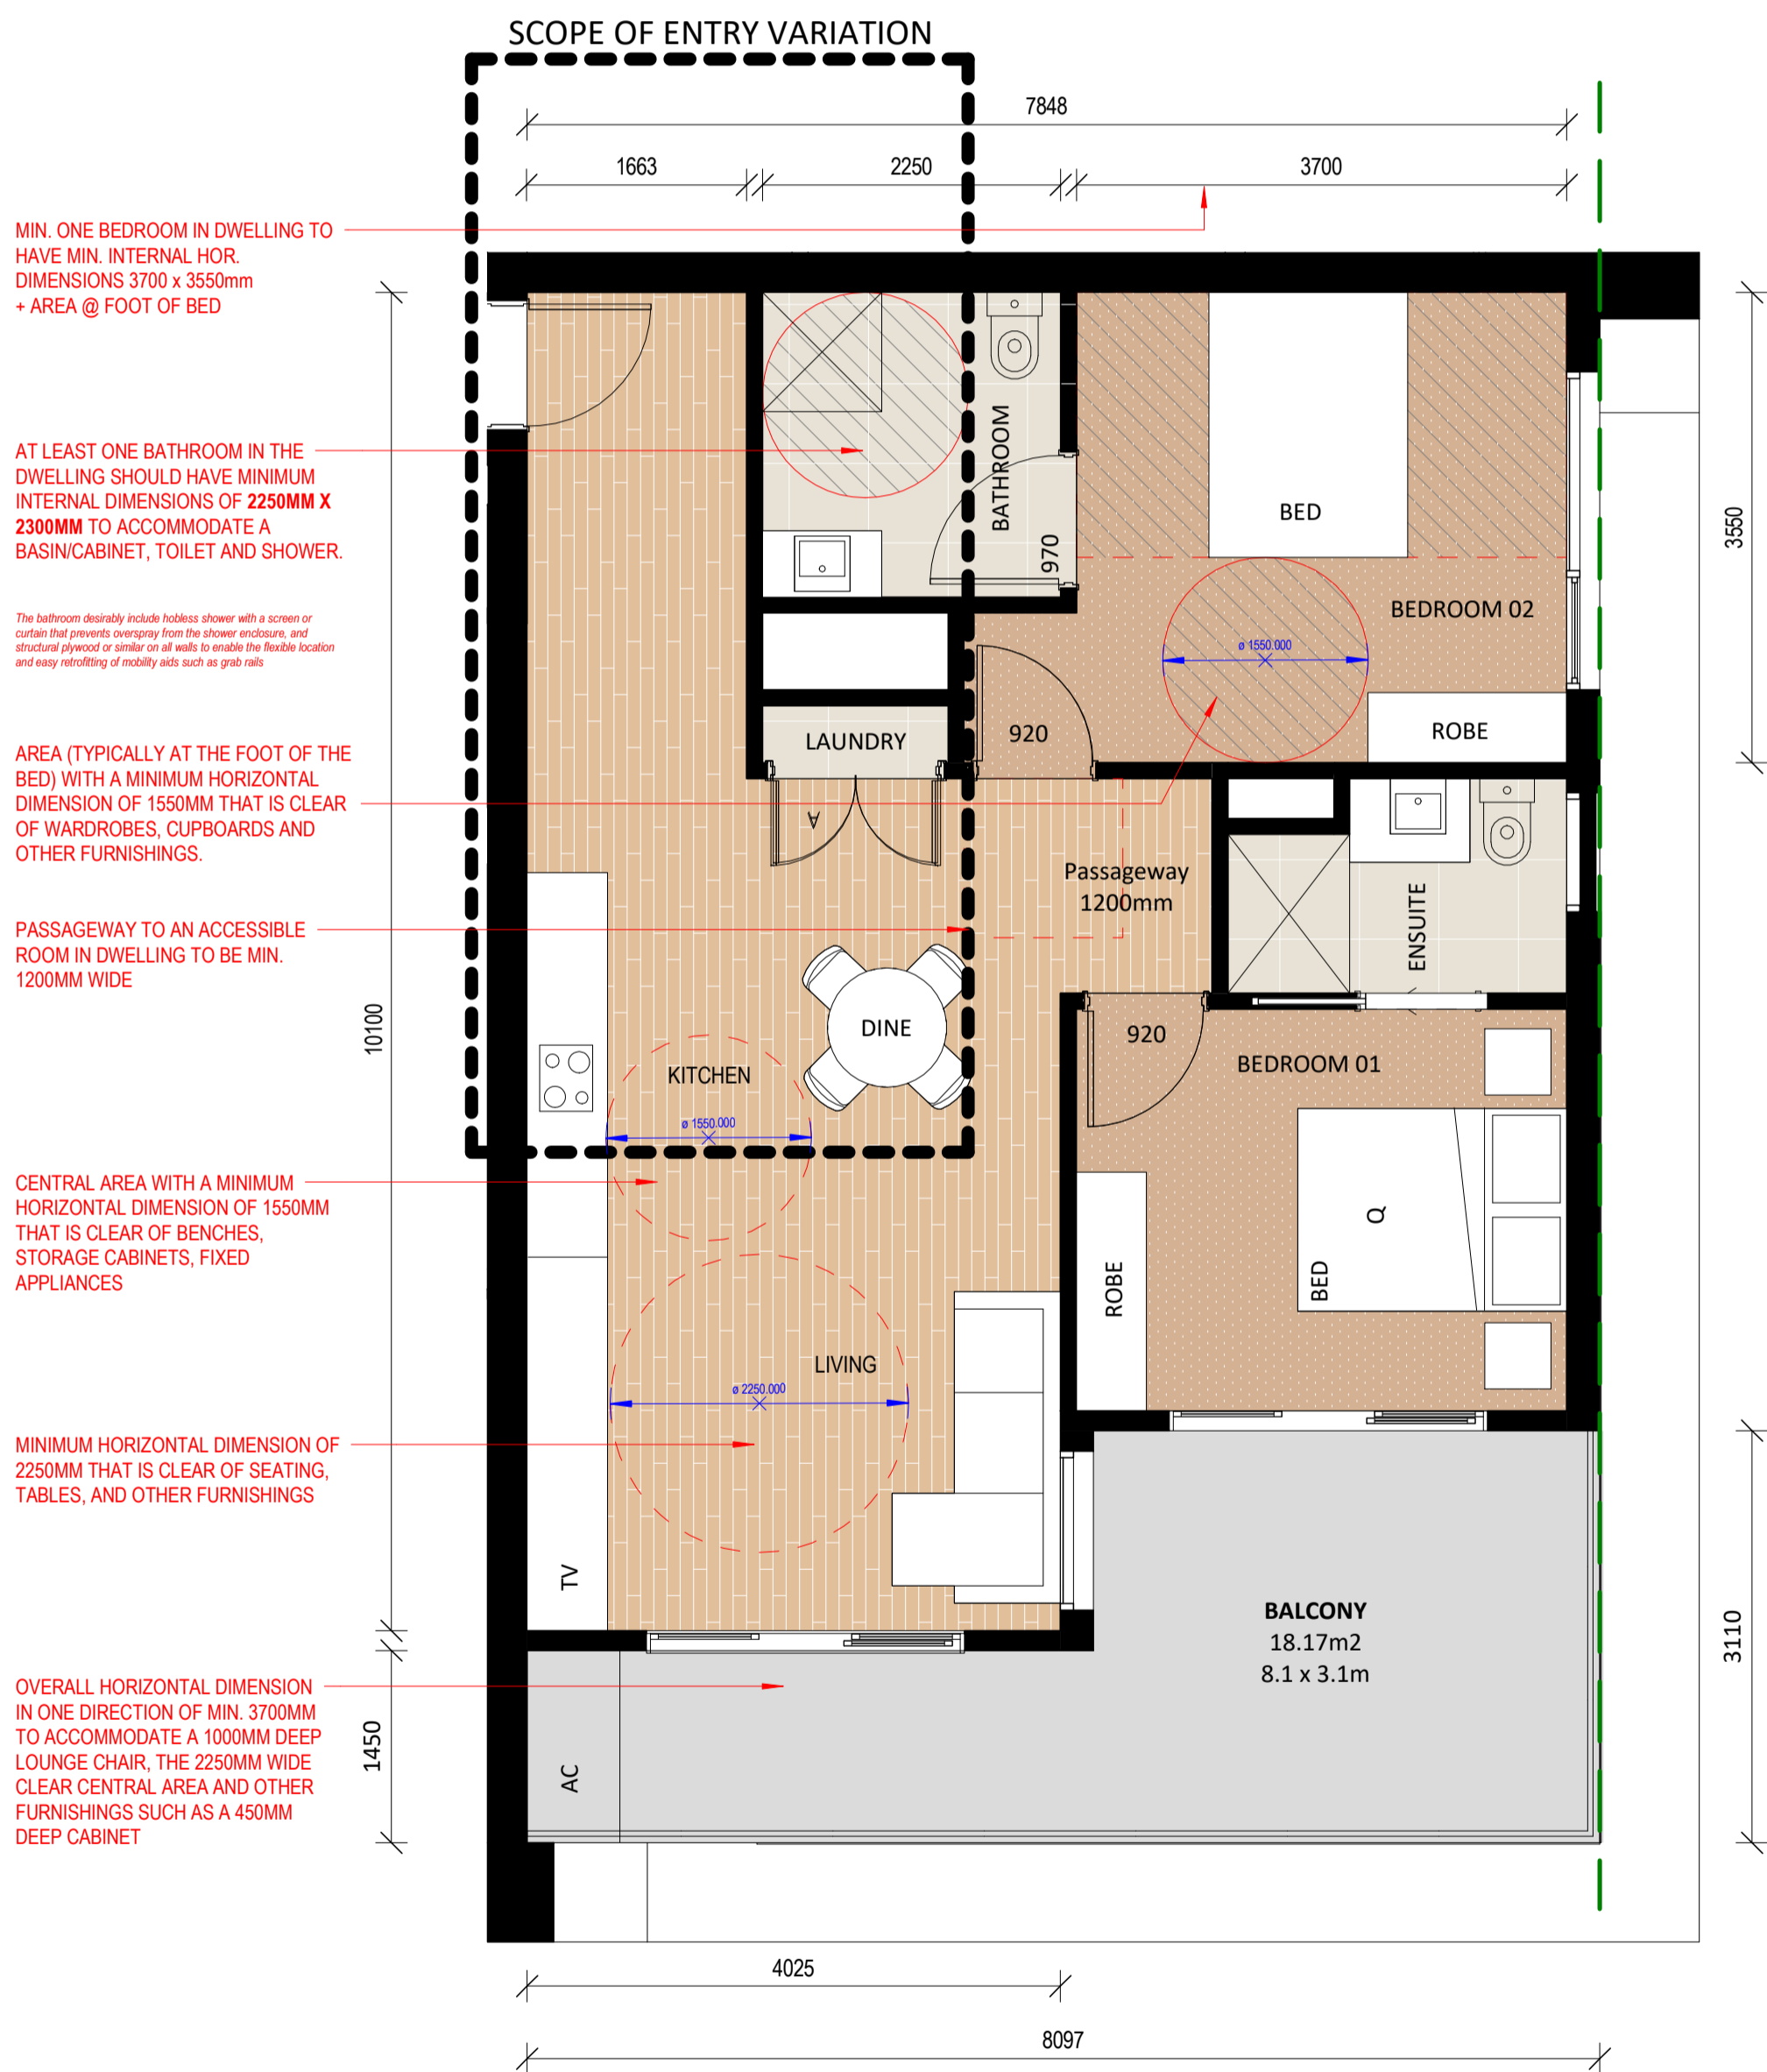 SCOPE OF ENTRY VARIATION
7848
1663
2250
3700
MIN. ONE BEDROOM IN DWELLING TO
HAVE MIN. INTERNAL HOR.
DIMENSIONS 3700 x 3550mm
+ AREA @ FOOT OF BED
AT LEAST ONE BATHROOM IN THE
DWELLING SHOULD HAVE MINIMUM
INTERNAL DIMENSIONS OF 2250MM X
2300MM TO ACCOMMODATE A
BASIN/CABINET, TOILET AND SHOWER.
The bathroom desirably include hobless shower with a screen or
curtain that prevents overspray from the shower enclosure, and
structural plywood or similar on all walls to enable the flexible location
and easy retrofitting of mobility aids such as grab rails
AREA (TYPICALLY AT THE FOOT OF THE
BED) WITH A MINIMUM HORIZONTAL
DIMENSION OF 1550MM THAT IS CLEAR
OF WARDROBES, CUPBOARDS AND
OTHER FURNISHINGS.
PASSAGEWAY TO AN ACCESSIBLE
ROOM IN DWELLING TO BE MIN.
1200MM WIDE
CENTRAL AREA WITH A MINIMUM
HORIZONTAL DIMENSION OF 1550MM
THAT IS CLEAR OF BENCHES,
STORAGE CABINETS, FIXED
APPLIANCES
MINIMUM HORIZONTAL DIMENSION OF
2250MM THAT IS CLEAR OF SEATING,
TABLES, AND OTHER FURNISHINGS
OVERALL HORIZONTAL DIMENSION
IN ONE DIRECTION OF MIN. 3700MM
TO ACCOMMODATE A 1000MM DEEP
LOUNGE CHAIR, THE 2250MM WIDE
CLEAR CENTRAL AREA AND OTHER
FURNISHINGS SUCH AS A 450MM
DEEP CABINET
10100
1450
BATHROOM
970
BED
BEDROOM 02
ø 1550.000
ROBE
3550
LAUNDRY
920
A
Passageway
1200mm
ENSUITE
DINE
KITCHEN
ø 1550.000
920
BEDROOM 01
Q
BED
ROBE
LIVING
ø 2250.000
TV
BALCONY
18.17m2
8.1 x 3.1m
3110
AC
4025
8097